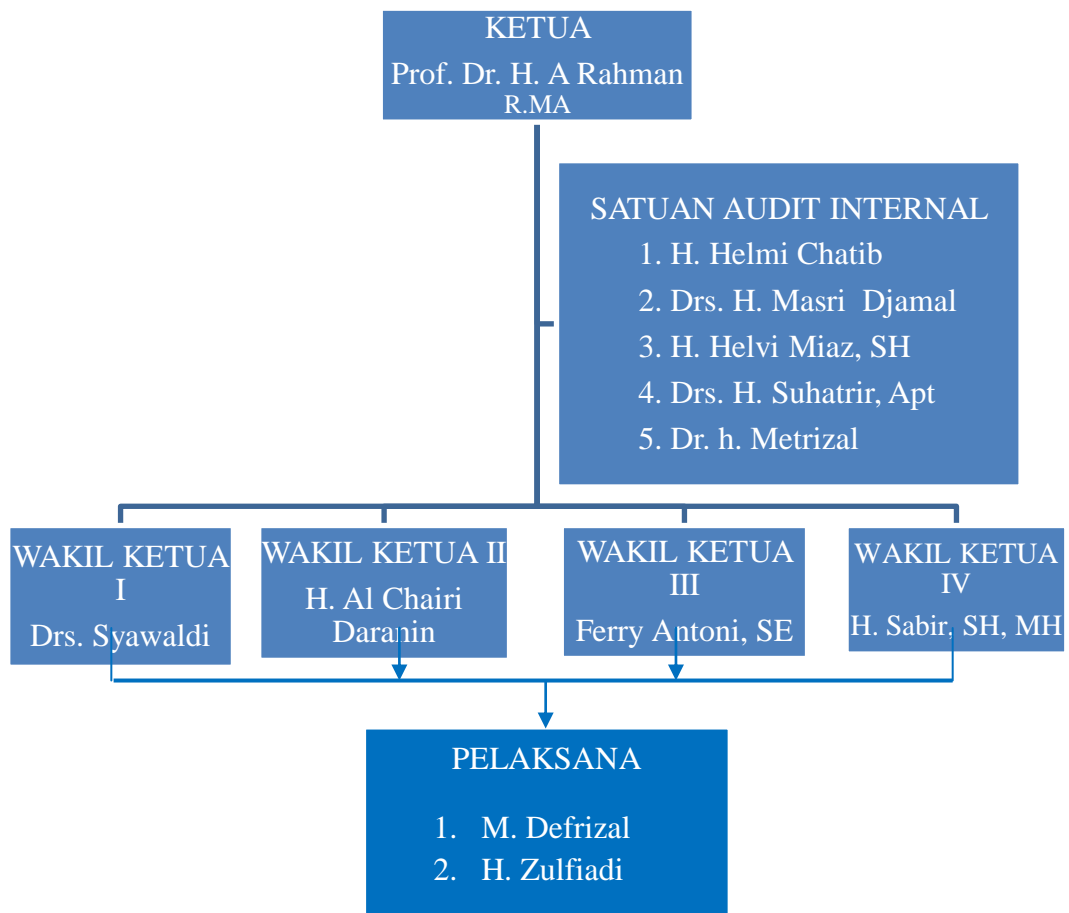 KETUA
Prof. Dr. H. A Rahman
R.MA
SATUAN AUDIT INTERNAL
1. H. Helmi Chatib
2. Drs. H. Masri Djamal
3. H. Helvi Miaz, SH
4. Drs. H. Suhatrir, Apt
5. Dr. h. Metrizal
WAKIL KETUA
I
Drs. Syawaldi
WAKIL KETUA II
H. Al Chairi
Daranin
WAKIL KETUA
III
Ferry Antoni, SE
WAKIL KETUA
IV
H. Sabir, SH, MH
PELAKSANA
1. M. Defrizal
2. H. Zulfiadi